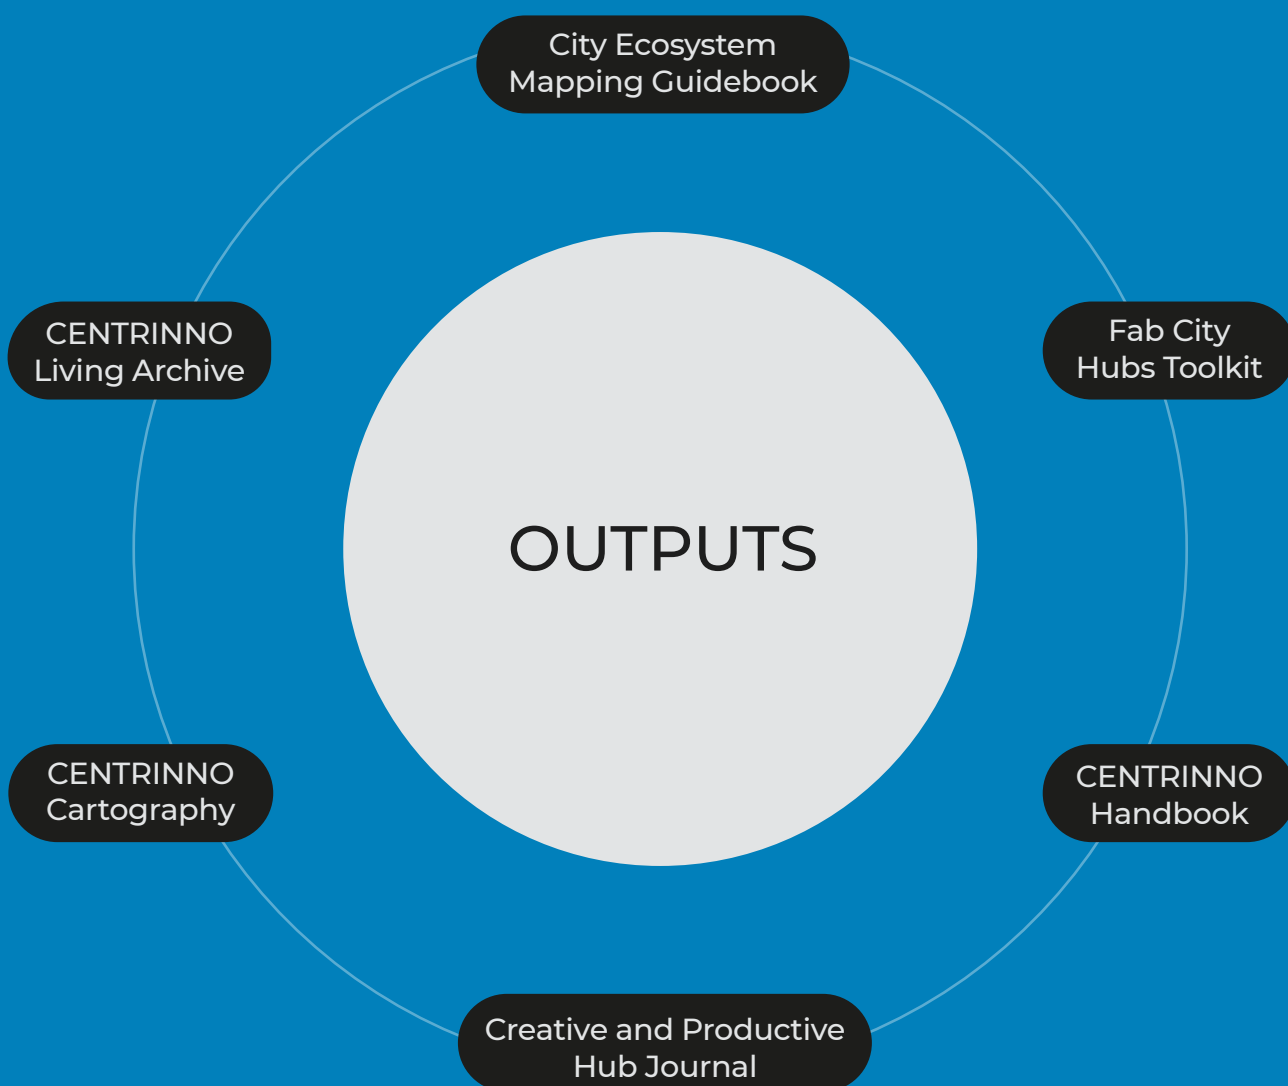 City Ecosystem
Mapping Guidebook
CENTRINNO
Living Archive
Fab City
Hubs Toolkit
OUTPUTS
CENTRINNO
Cartography
CENTRINNO
Handbook
Creative and Productive
Hub Journal